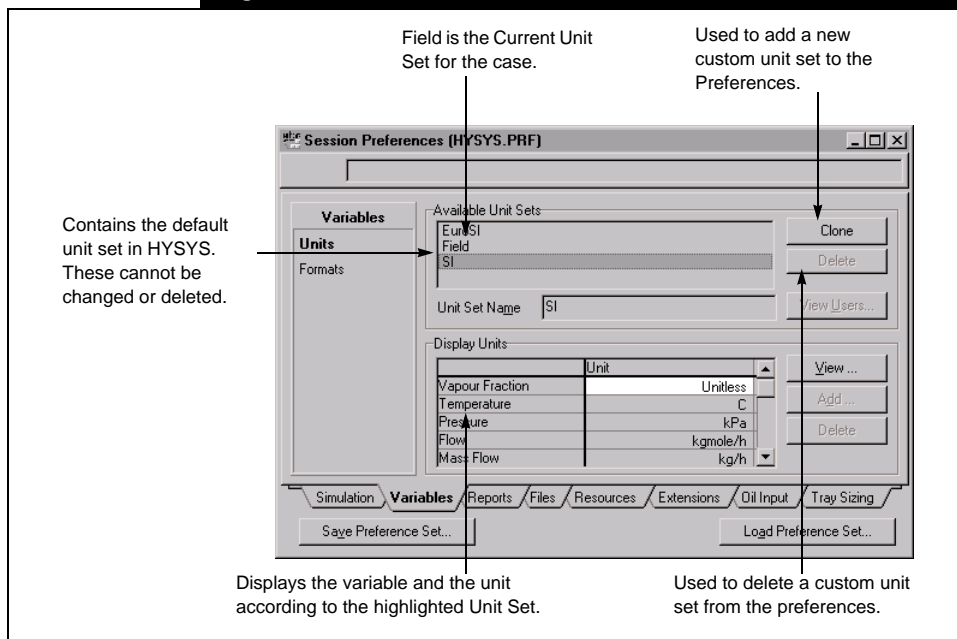 Field is the Current Unit
Set for the case.
Used to add a new
custom unit set to the
Preferences.
Session Preferences (HYSYS.PRF)
Contains the default
unit set in HYSYS.
These cannot be
changed or deleted.
Variables
Units
Formats
Available Unit Sets
EuroSI
Field
SI
Unit Set Name SI
Clone
Delete
View Users...
Display Units
Unit
Vapour Fraction Unitless
Temperature C
Pressure kPa
Flow kgmole/h
Mass Flow kg/h
View ...
Add ...
Delete
Simulation Variables Reports Files Resources Extensions Oil Input Tray Sizing
Save Preference Set...
Load Preference Set...
Displays the variable and the unit
according to the highlighted Unit Set.
Used to delete a custom unit
set from the preferences.